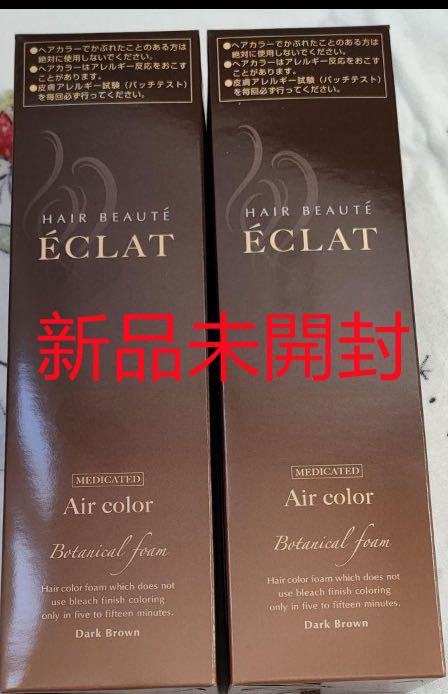 ●ヘアカラーでかぶれたことのある方は
絶対に使用しないでください。
●ヘアカラーはアレルギー反応をおこす
ことがあります。
●皮膚アレルギー試験（パッチテスト）
を毎回必ず行ってください。
HAIR BEAUTÉ
ÉCLAT
MEDICATED
Air color
Botanical foam
Hair color foam which does not
use bleach finish coloring
only in five to fifteen minutes.
Dark Brown
●ヘアカラーでかぶれたことのある方は
絶対に使用しないでください。
●ヘアカラーはアレルギー反応をおこす
ことがあります。
●皮膚アレルギー試験（パッチテスト）
を毎回必ず行ってください。
HAIR BEAUTÉ
ÉCLAT
MEDICATED
Air color
Botanical foam
Hair color foam which does not
use bleach finish coloring
only in five to fifteen minutes.
Dark Brown
新品未開封